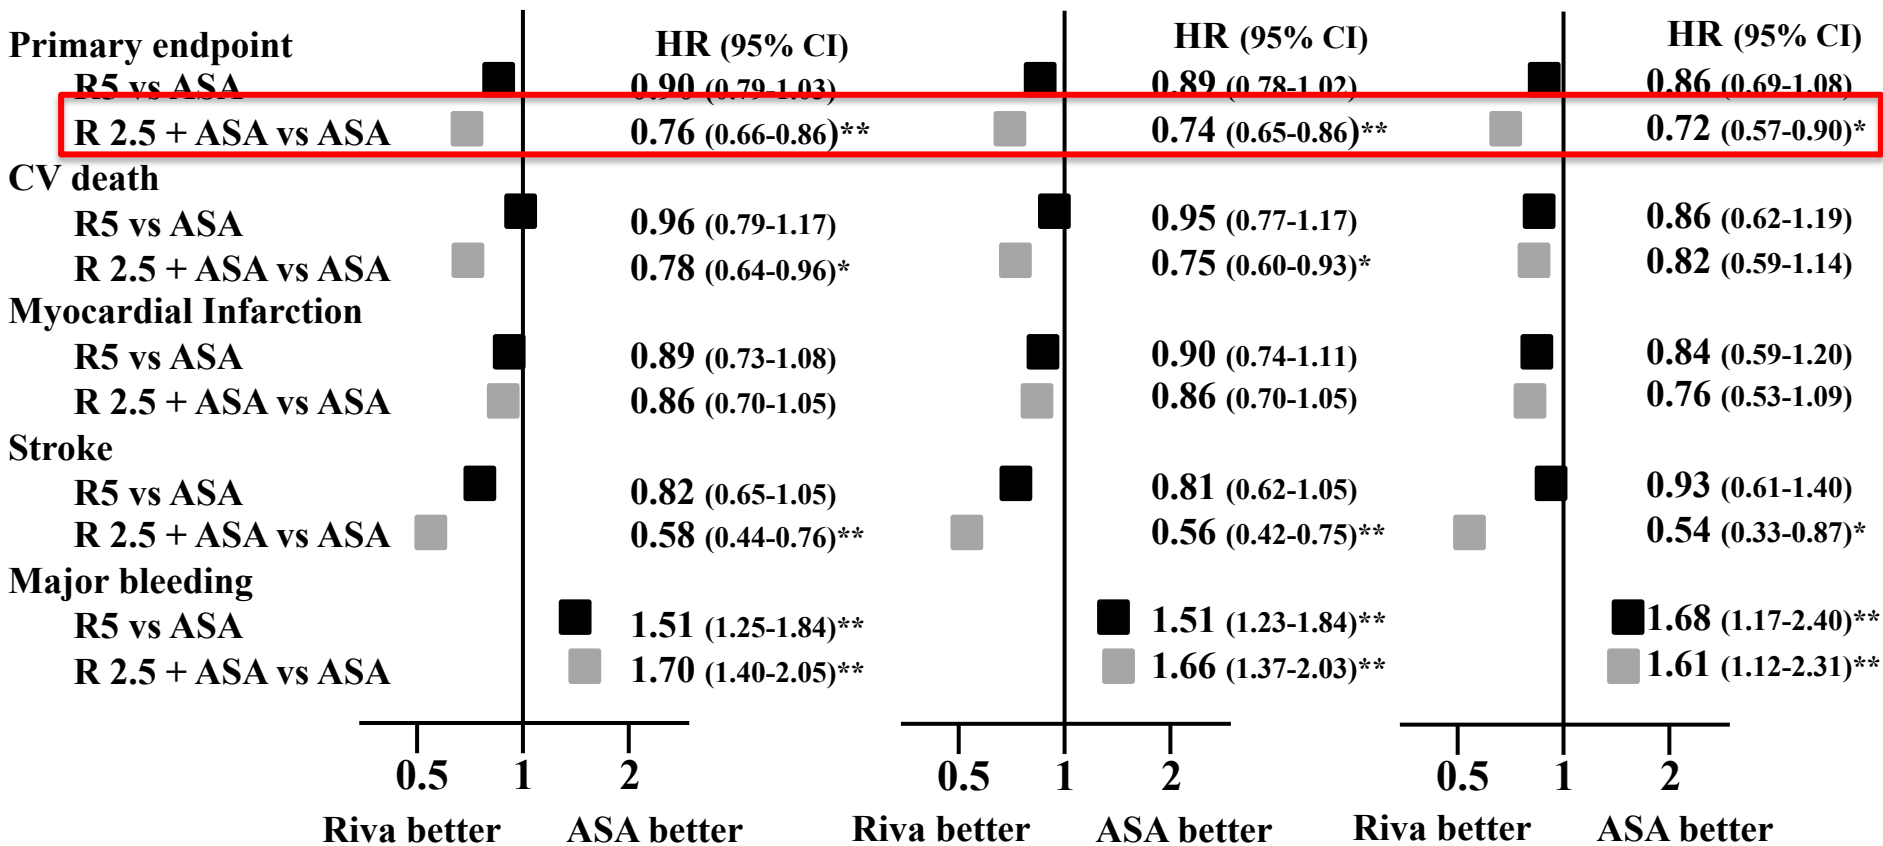 Primary endpoint HR (95% CI) HR (95% CI) HR (95% CI)
R5 vs ASA 0.90 (0.79-1.03) 0.89 (0.78-1.02) 0.86 (0.69-1.08)
R 2.5 + ASA vs ASA 0.76 (0.66-0.86)** 0.74 (0.65-0.86)** 0.72 (0.57-0.90)*
CV death
R5 vs ASA 0.96 (0.79-1.17) 0.95 (0.77-1.17) 0.86 (0.62-1.19)
R 2.5 + ASA vs ASA 0.78 (0.64-0.96)* 0.75 (0.60-0.93)* 0.82 (0.59-1.14)
Myocardial Infarction
R5 vs ASA 0.89 (0.73-1.08) 0.90 (0.74-1.11) 0.84 (0.59-1.20)
R 2.5 + ASA vs ASA 0.86 (0.70-1.05) 0.86 (0.70-1.05) 0.76 (0.53-1.09)
Stroke
R5 vs ASA 0.82 (0.65-1.05) 0.81 (0.62-1.05) 0.93 (0.61-1.40)
R 2.5 + ASA vs ASA 0.58 (0.44-0.76)** 0.56 (0.42-0.75)** 0.54 (0.33-0.87)*
Major bleeding
R5 vs ASA 1.51 (1.25-1.84)** 1.51 (1.23-1.84)** 1.68 (1.17-2.40)**
R 2.5 + ASA vs ASA 1.70 (1.40-2.05)** 1.66 (1.37-2.03)** 1.61 (1.12-2.31)**
0.5 1 2 0.5 1 2 0.5 1 2
Riva better ASA better Riva better ASA better Riva better ASA better